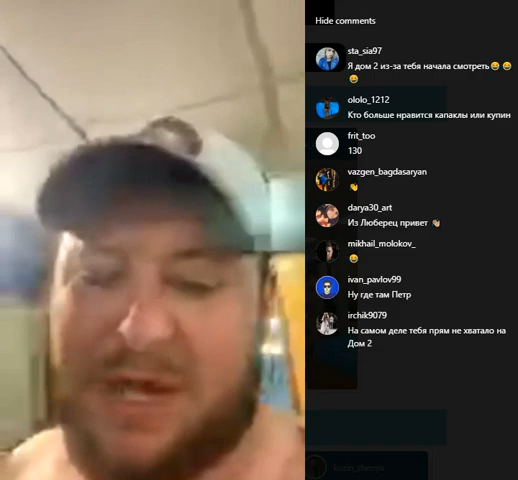 Hide comments
sta_sia97
Я дом 2 из-за тебя начала смотреть😂 😂
😂
ololo_1212
Кто больше нравится капаклы или купин
frit_too
130
vazgen_bagdasaryan
👏
darya30_art
Из Люберец привет 👋🏼
mikhail_molokov_
😂
ivan_pavlov99
Ну где там Петр
irchik9079
На самом деле тебя прям не хватало на
Дом 2